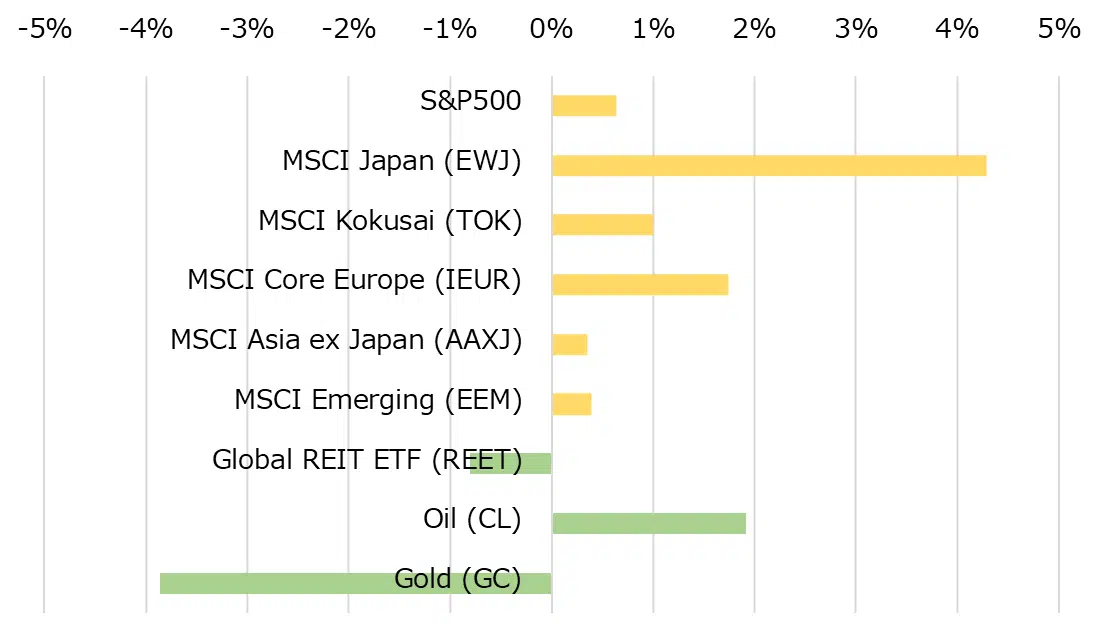 -5% -4% -3% -2% -1% 0% 1% 2% 3% 4% 5%
S&P500
MSCI Japan (EWJ)
MSCI Kokusai (TOK)
MSCI Core Europe (IEUR)
MSCI Asia ex Japan (AAXJ)
MSCI Emerging (EEM)
Global REIT ETF (REET)
Oil (CL)
Gold (GC)